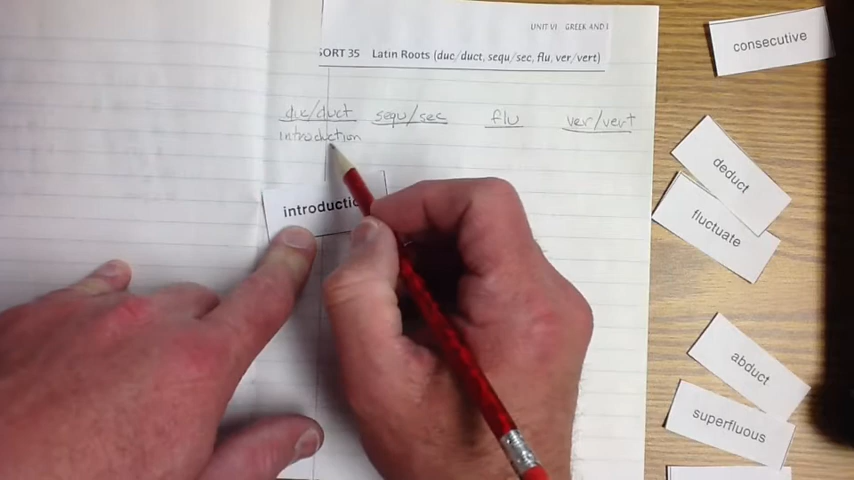 UNIT VI GREEK AND
SORT 35 Latin Roots (duc/duct, sequ/sec, flu, ver/vert)
duc/duct sequ/sec flu ver/vert
introduction
introduction
consecutive
deduct
fluctuate
abduct
superfluous